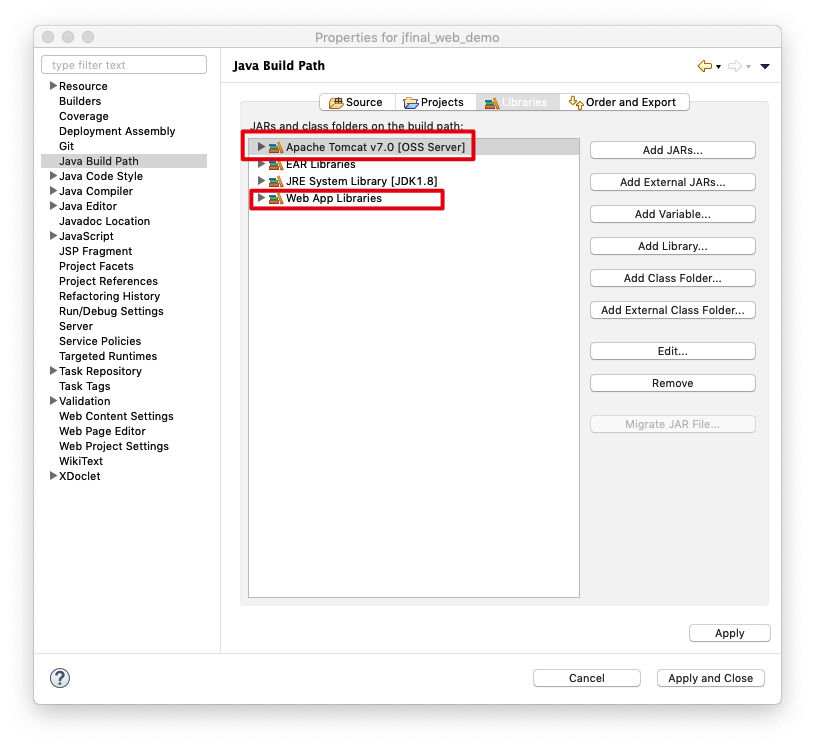 Properties for jfinal_web_demo
type filter text
Resource
Builders
Coverage
Deployment Assembly
Git
Java Build Path
Java Code Style
Java Compiler
Java Editor
Javadoc Location
JavaScript
JSP Fragment
Project Facets
Project References
Refactoring History
Run/Debug Settings
Server
Service Policies
Targeted Runtimes
Task Repository
Task Tags
Validation
Web Content Settings
Web Page Editor
Web Project Settings
WikiText
XDoclet
Java Build Path
Source Projects Libraries Order and Export
JARs and class folders on the build path:
Apache Tomcat v7.0 [OSS Server]
EAR Libraries
JRE System Library [JDK1.8]
Web App Libraries
Add JARs...
Add External JARs...
Add Variable...
Add Library...
Add Class Folder...
Add External Class Folder...
Edit...
Remove
Migrate JAR File...
Apply
?
Cancel Apply and Close